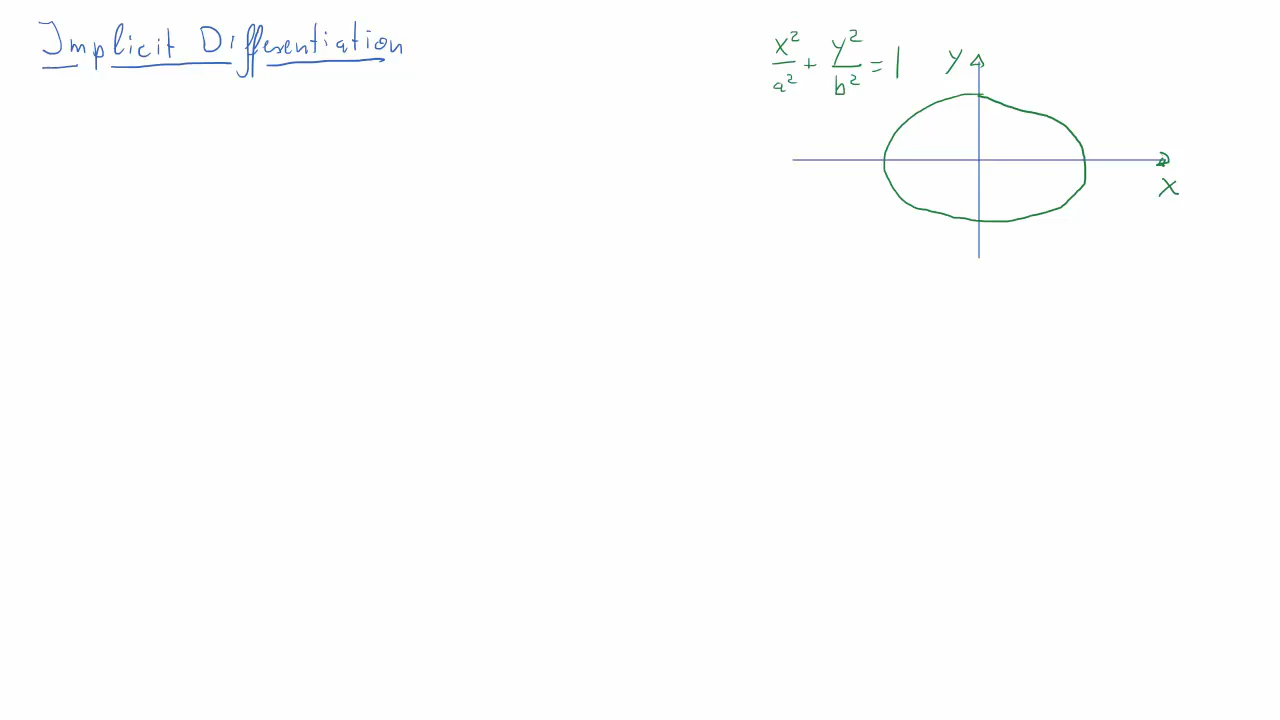 Implicit Differentiation
x²/a² + y²/b² = 1
y
x